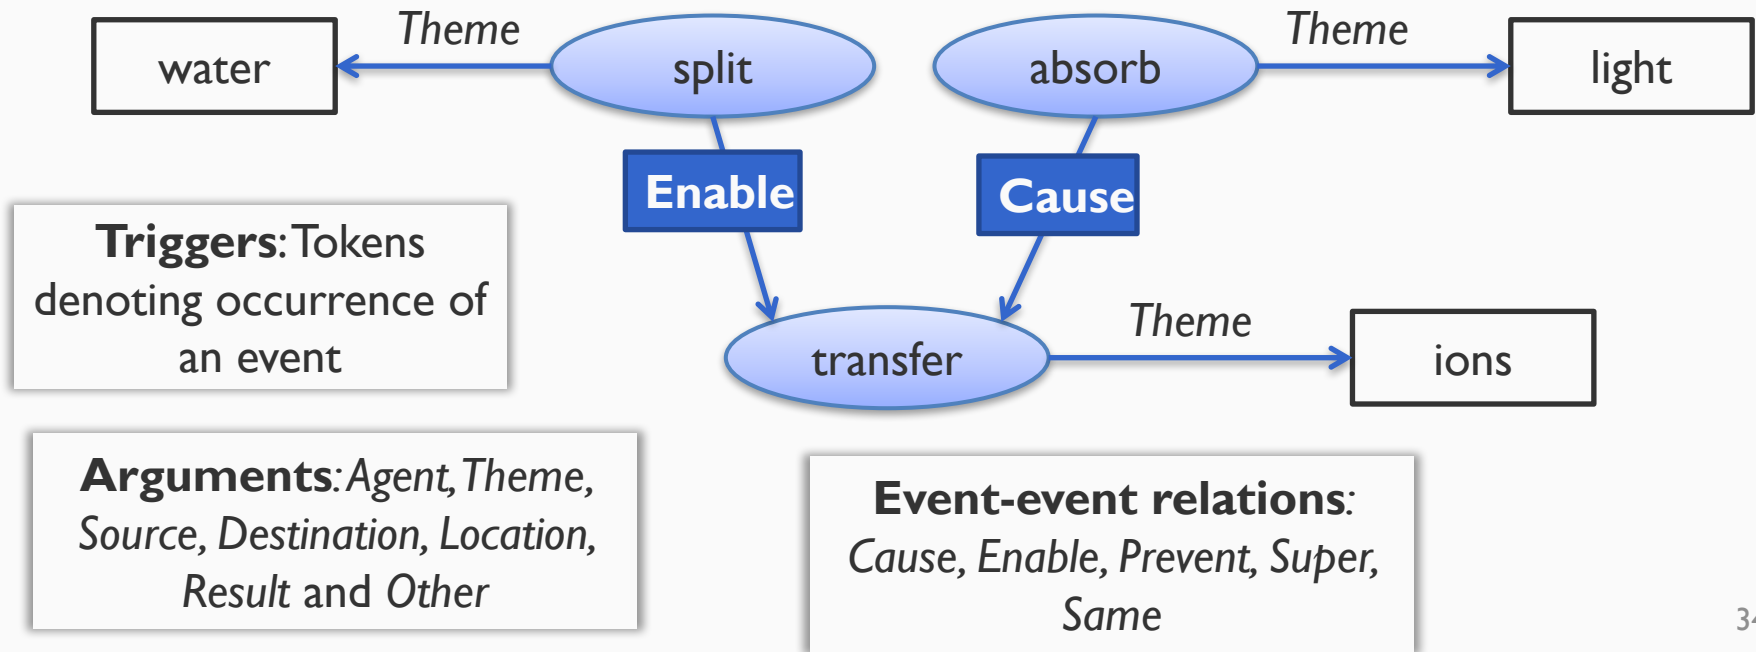 Theme
Theme
water
split
absorb
light
Enable
Cause
Triggers: Tokens
denoting occurrence of
an event
Theme
transfer
ions
Arguments: Agent, Theme,
Source, Destination, Location,
Result and Other
Event-event relations:
Cause, Enable, Prevent, Super,
Same
34